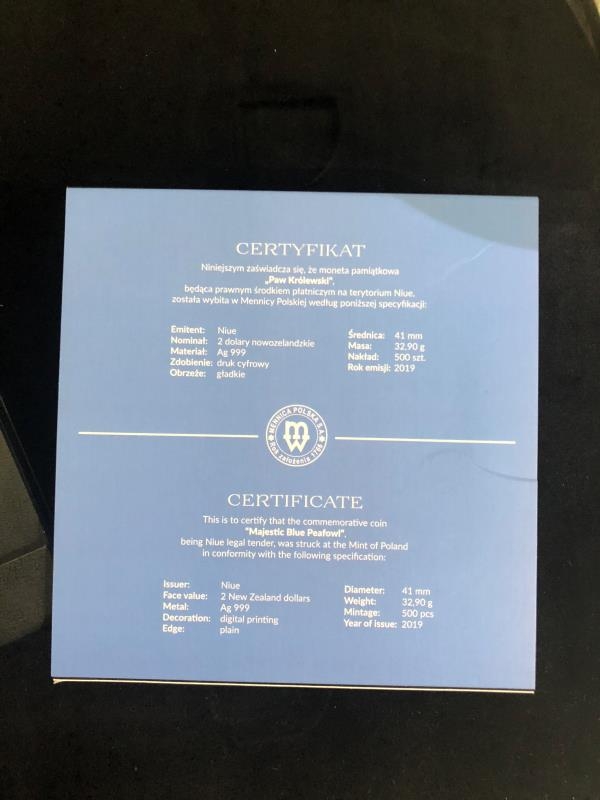 CERTYFIKAT
Niniejszym zaświadcza się, że moneta pamiątkowa
„Paw Królewski”,
będąca prawnym środkiem płatniczym na terytorium Niue,
została wybita w Mennicy Polskiej według poniższej specyfikacji:
Emitent: Niue
Nominał: 2 dolary nowozelandzkie
Materiał: Ag 999
Zdobienie: druk cyfrowy
Obrzeże: gładkie
Średnica: 41 mm
Masa: 32,90 g
Nakład: 500 szt.
Rok emisji: 2019
MENNICA POLSKA S.A.
Rok założenia 1766
CERTIFICATE
This is to certify that the commemorative coin
"Majestic Blue Peafowl",
being Niue legal tender, was struck at the Mint of Poland
in conformity with the following specification:
Issuer: Niue
Face value: 2 New Zealand dollars
Metal: Ag 999
Decoration: digital printing
Edge: plain
Diameter: 41 mm
Weight: 32,90 g
Mintage: 500 pcs
Year of issue: 2019